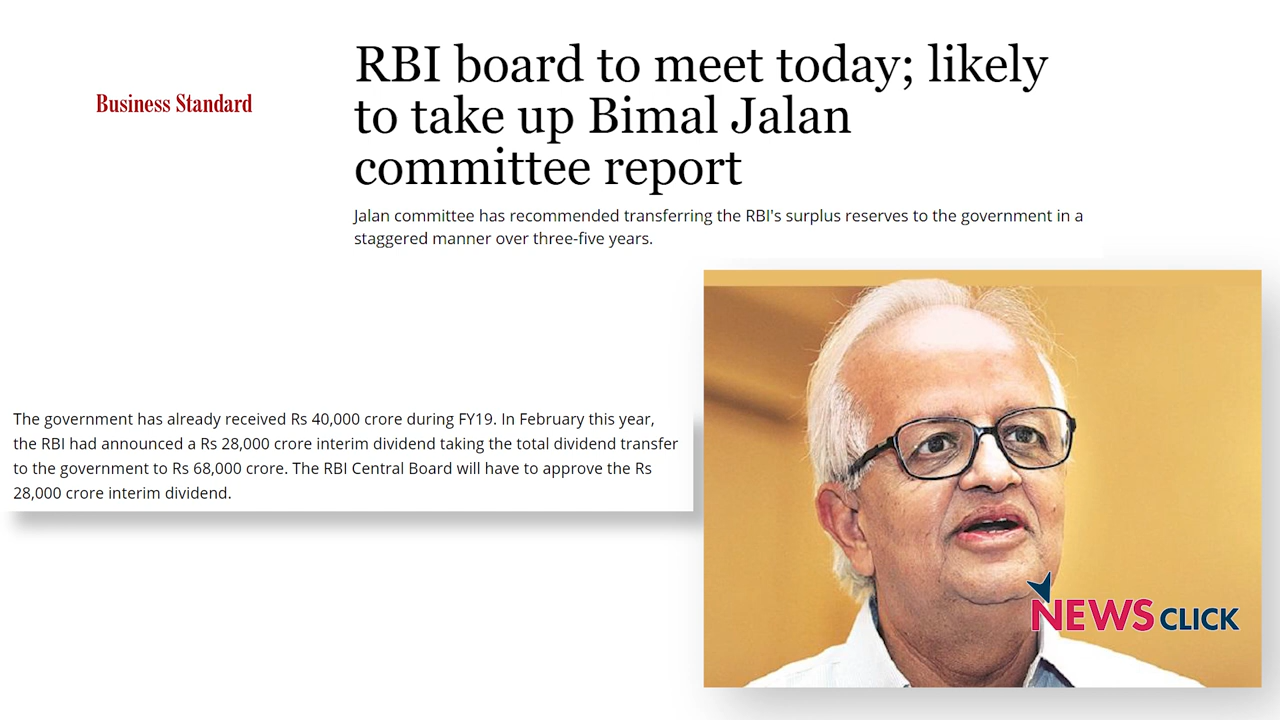 Business Standard
RBI board to meet today; likely
to take up Bimal Jalan
committee report
Jalan committee has recommended transferring the RBI's surplus reserves to the government in a
staggered manner over three-five years.
The government has already received Rs 40,000 crore during FY19. In February this year,
the RBI had announced a Rs 28,000 crore interim dividend taking the total dividend transfer
to the government to Rs 68,000 crore. The RBI Central Board will have to approve the Rs
28,000 crore interim dividend.
NEWSCLICK